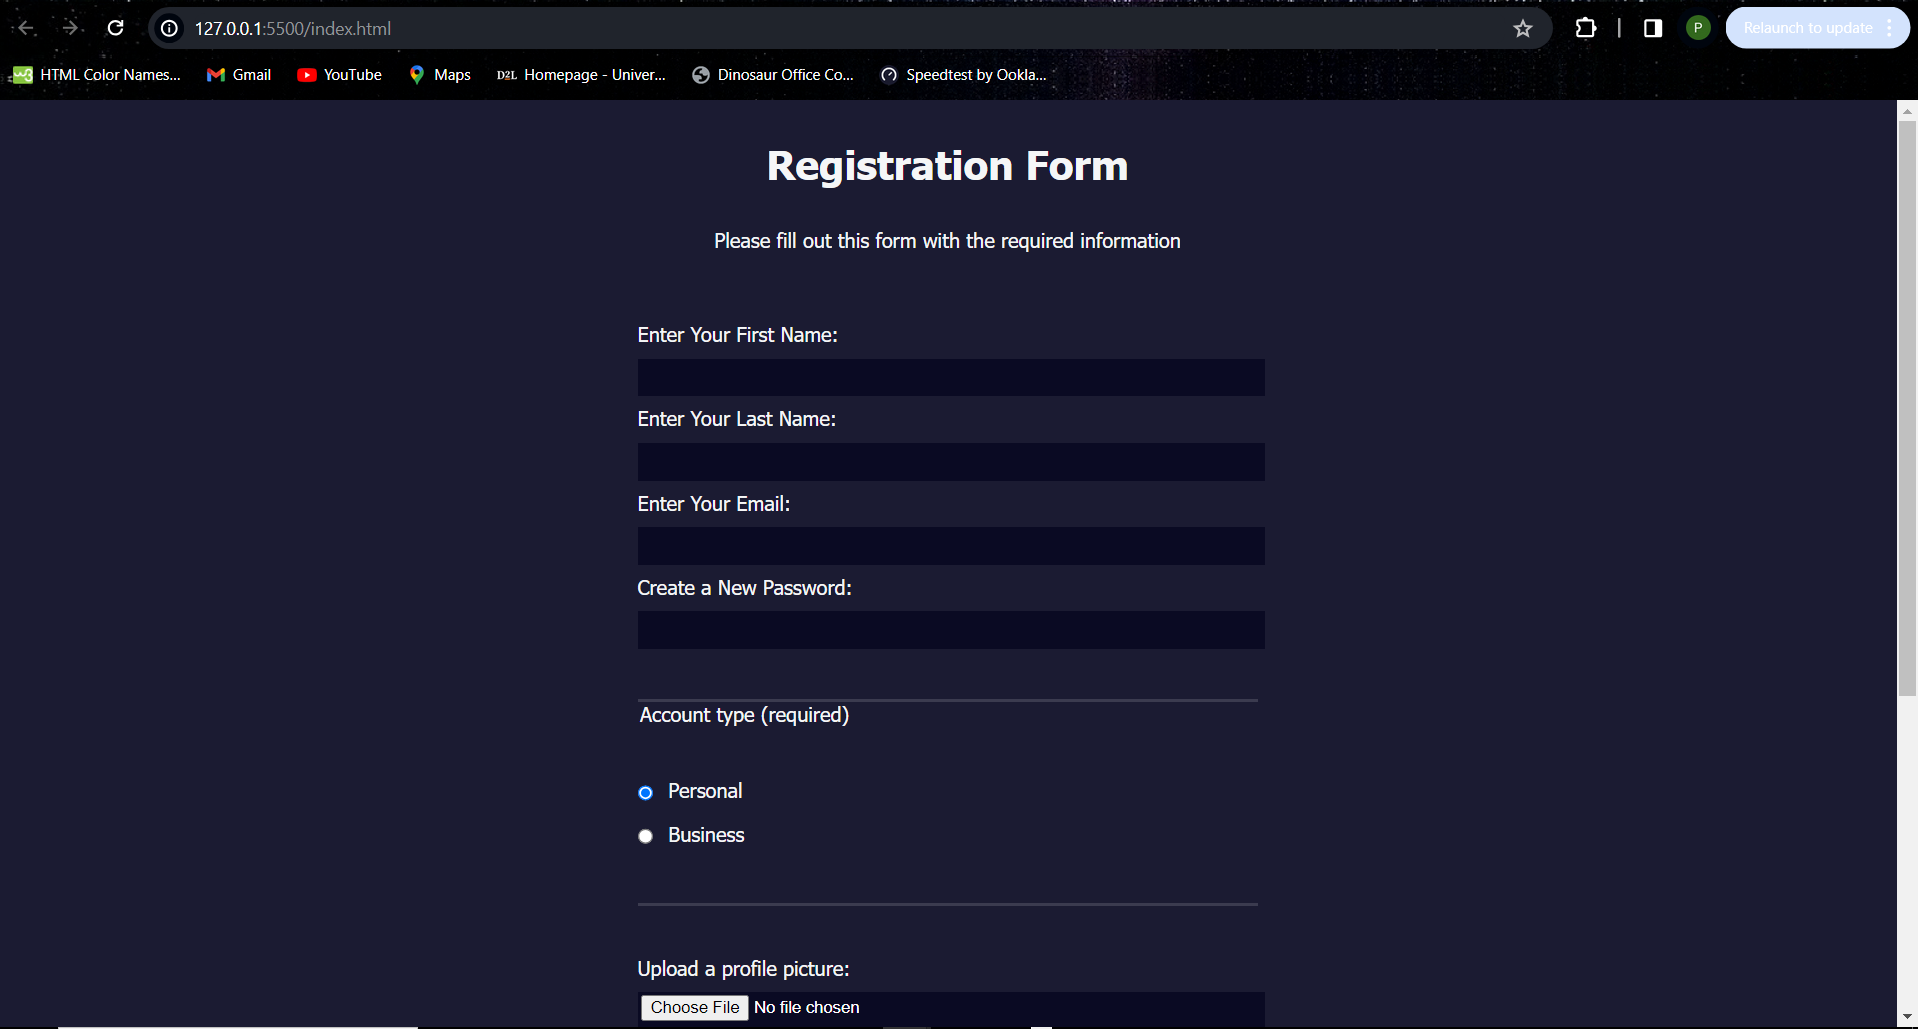 127.0.0.1:5500/index.html
P
Relaunch to update
HTML Color Names...
Gmail
YouTube
Maps
D2L
Homepage - Univer...
Dinosaur Office Co...
Speedtest by Ookla...
Registration Form
Please fill out this form with the required information
Enter Your First Name:
Enter Your Last Name:
Enter Your Email:
Create a New Password:
Account type (required)
Personal
Business
Upload a profile picture:
Choose File No file chosen